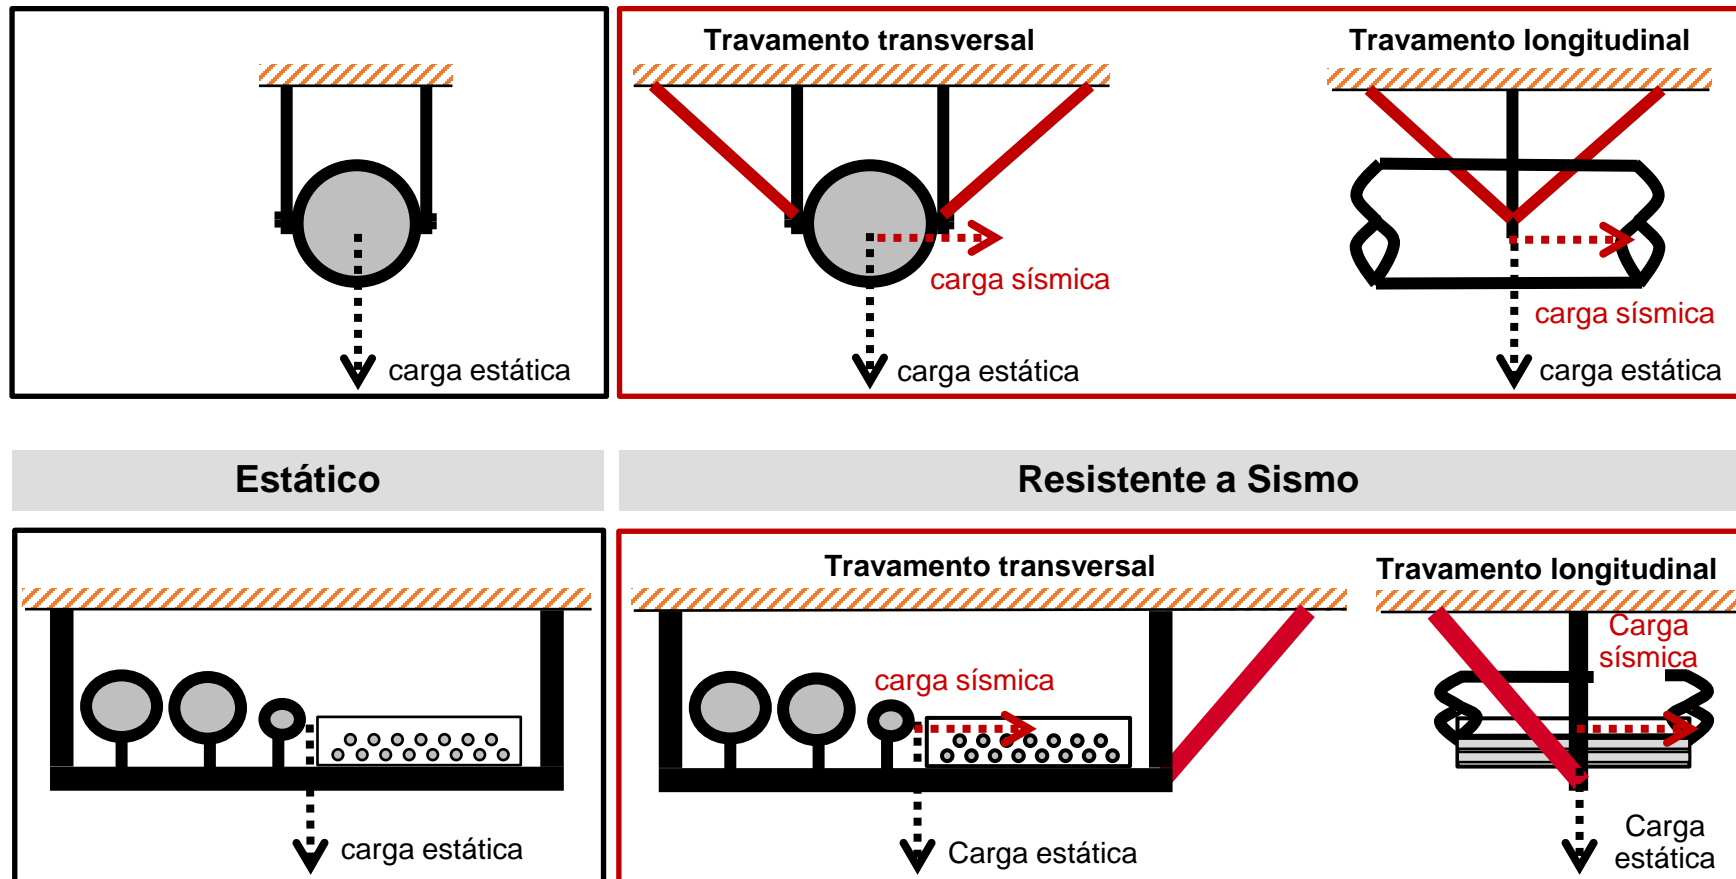 Travamento transversal
Travamento longitudinal
carga sísmica
carga sísmica
carga estática
carga estática
carga estática
Estático
Resistente a Sismo
Travamento transversal
Travamento longitudinal
Carga
sísmica
carga sísmica
carga estática
Carga estática
Carga
estática